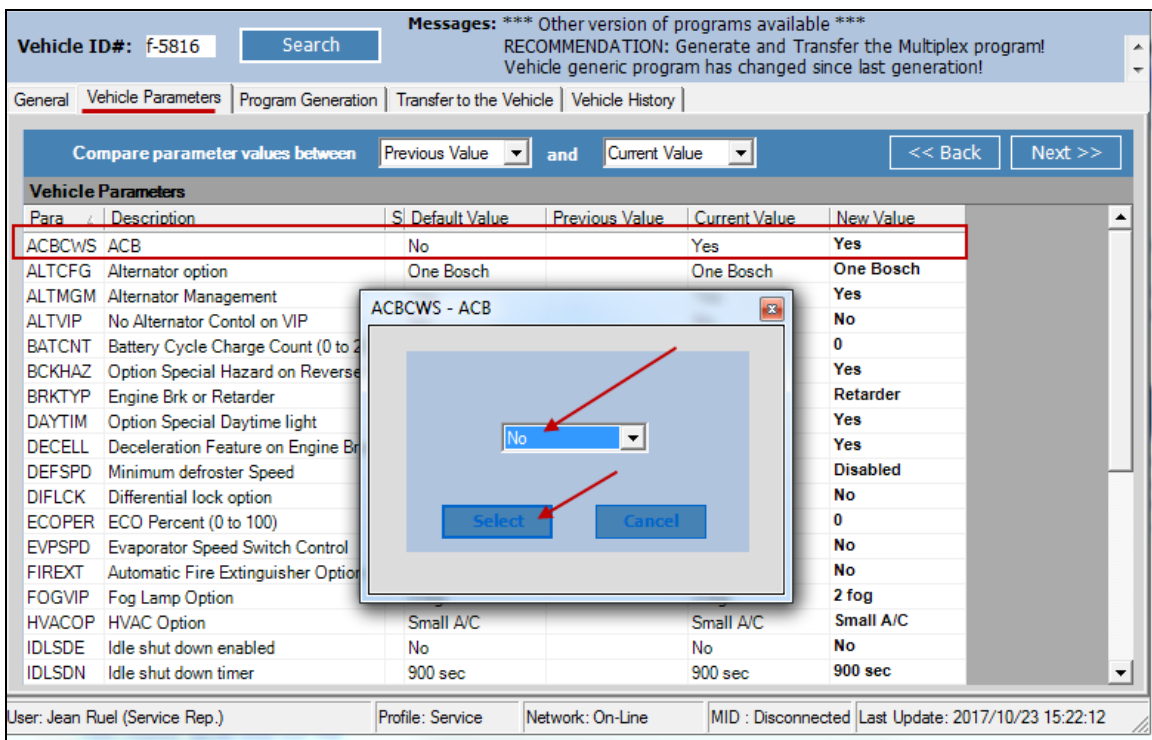 Vehicle ID#: f-5816 Search Messages: *** Other version of programs available ***
RECOMMENDATION: Generate and Transfer the Multiplex program!
Vehicle generic program has changed since last generation!
General Vehicle Parameters Program Generation Transfer to the Vehicle Vehicle History
Compare parameter values between Previous Value and Current Value << Back Next >>
Vehicle Parameters
Para Description S Default Value Previous Value Current Value New Value
ACBCWS ACB No Yes Yes
ALTCFG Alternator option One Bosch One Bosch One Bosch
ALTMGM Alternator Management Yes
ALTVIP No Alternator Contol on VIP No
BATCNT Battery Cycle Charge Count (0 to 2 0
BCKHAZ Option Special Hazard on Reverse Yes
BRKTYP Engine Brk or Retarder Retarder
DAYTIM Option Special Daytime light Yes
DECELL Deceleration Feature on Engine Br Yes
DEFSPD Minimum defroster Speed Disabled
DIFLCK Differential lock option No
ECOPER ECO Percent (0 to 100) 0
EVPSPD Evaporator Speed Switch Control No
FIREXT Automatic Fire Extinguisher Option No
FOGVIP Fog Lamp Option 2 fog
HVACOP HVAC Option Small A/C Small A/C Small A/C
IDLSDE Idle shut down enabled No No No
IDLSDN Idle shut down timer 900 sec 900 sec 900 sec
ACBCWS - ACB
No
Select Cancel
User: Jean Ruel (Service Rep.) Profile: Service Network: On-Line MID : Disconnected Last Update: 2017/10/23 15:22:12